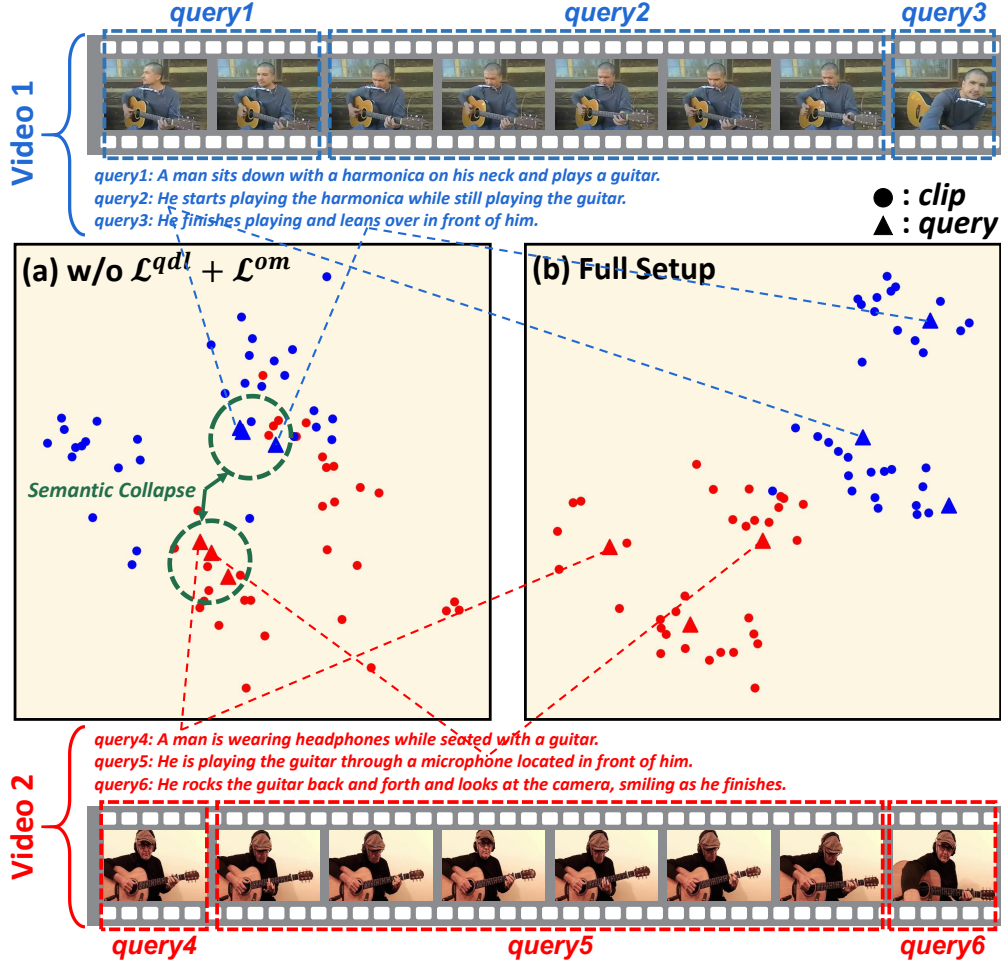 query1 query2 query3
Video 1
query1: A man sits down with a harmonica on his neck and plays a guitar.
query2: He starts playing the harmonica while still playing the guitar.
query3: He finishes playing and leans over in front of him.
● : clip
▲ : query
(a) w/o 𝓛^{qdl} + 𝓛^{om}
(b) Full Setup
Semantic Collapse
Video 2
query4: A man is wearing headphones while seated with a guitar.
query5: He is playing the guitar through a microphone located in front of him.
query6: He rocks the guitar back and forth and looks at the camera, smiling as he finishes.
query4 query5 query6